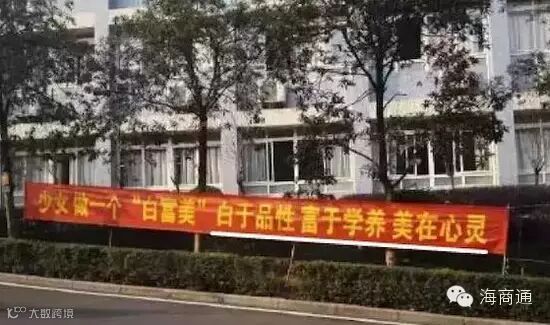 少女做一个“白富美”白于品性 富于学养 美在心灵
海商通
大数跨境